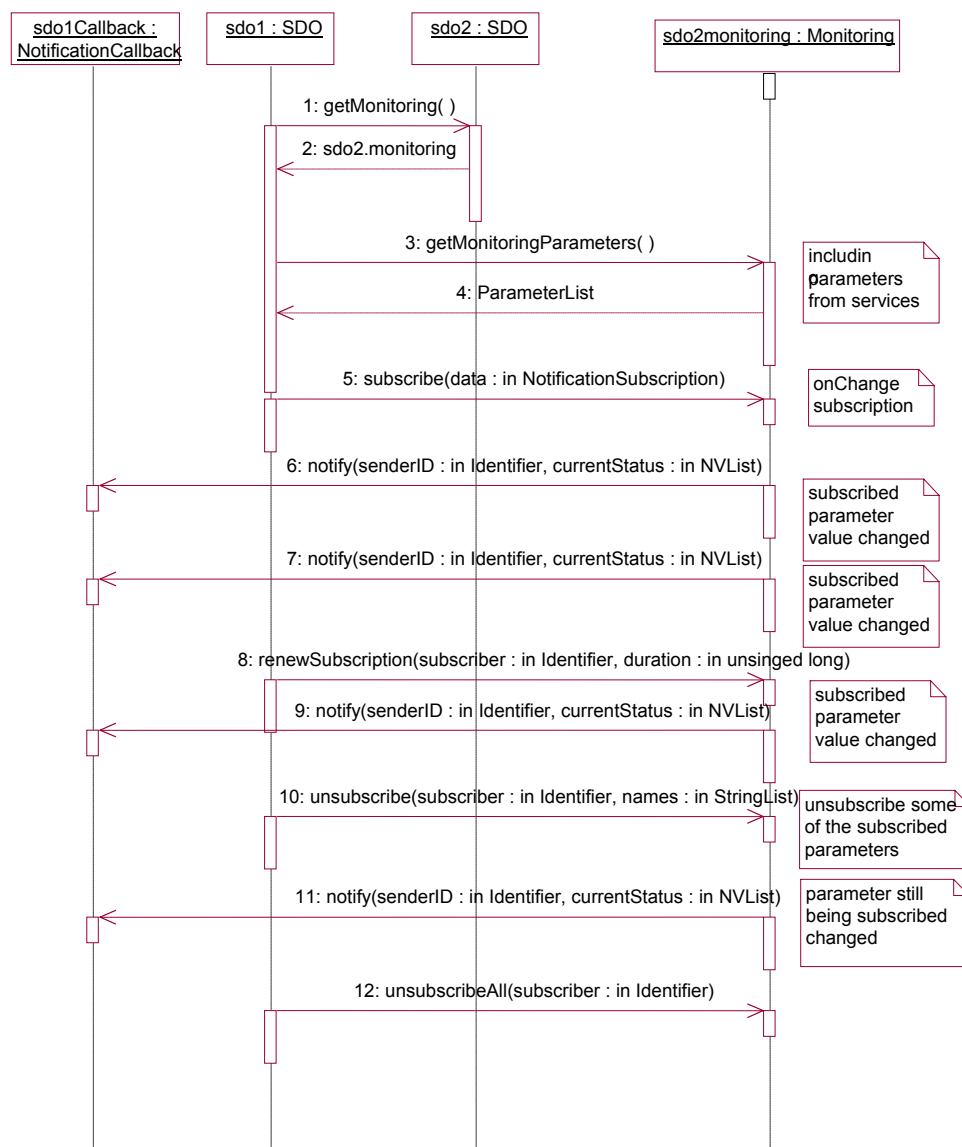 sdo1Callback :
NotificationCallback
sdo1 : SDO
sdo2 : SDO
sdo2monitoring : Monitoring
1: getMonitoring( )
2: sdo2.monitoring
3: getMonitoringParameters( )
includin
g
parameters
from services
4: ParameterList
5: subscribe(data : in NotificationSubscription)
onChange
subscription
6: notify(senderID : in Identifier, currentStatus : in NVList)
subscribed
parameter
value changed
7: notify(senderID : in Identifier, currentStatus : in NVList)
subscribed
parameter
value changed
8: renewSubscription(subscriber : in Identifier, duration : in unsinged long)
9: notify(senderID : in Identifier, currentStatus : in NVList)
subscribed
parameter
value changed
10: unsubscribe(subscriber : in Identifier, names : in StringList)
unsubscribe some
of the subscribed
parameters
11: notify(senderID : in Identifier, currentStatus : in NVList)
parameter still
being subscribed
changed
12: unsubscribeAll(subscriber : in Identifier)